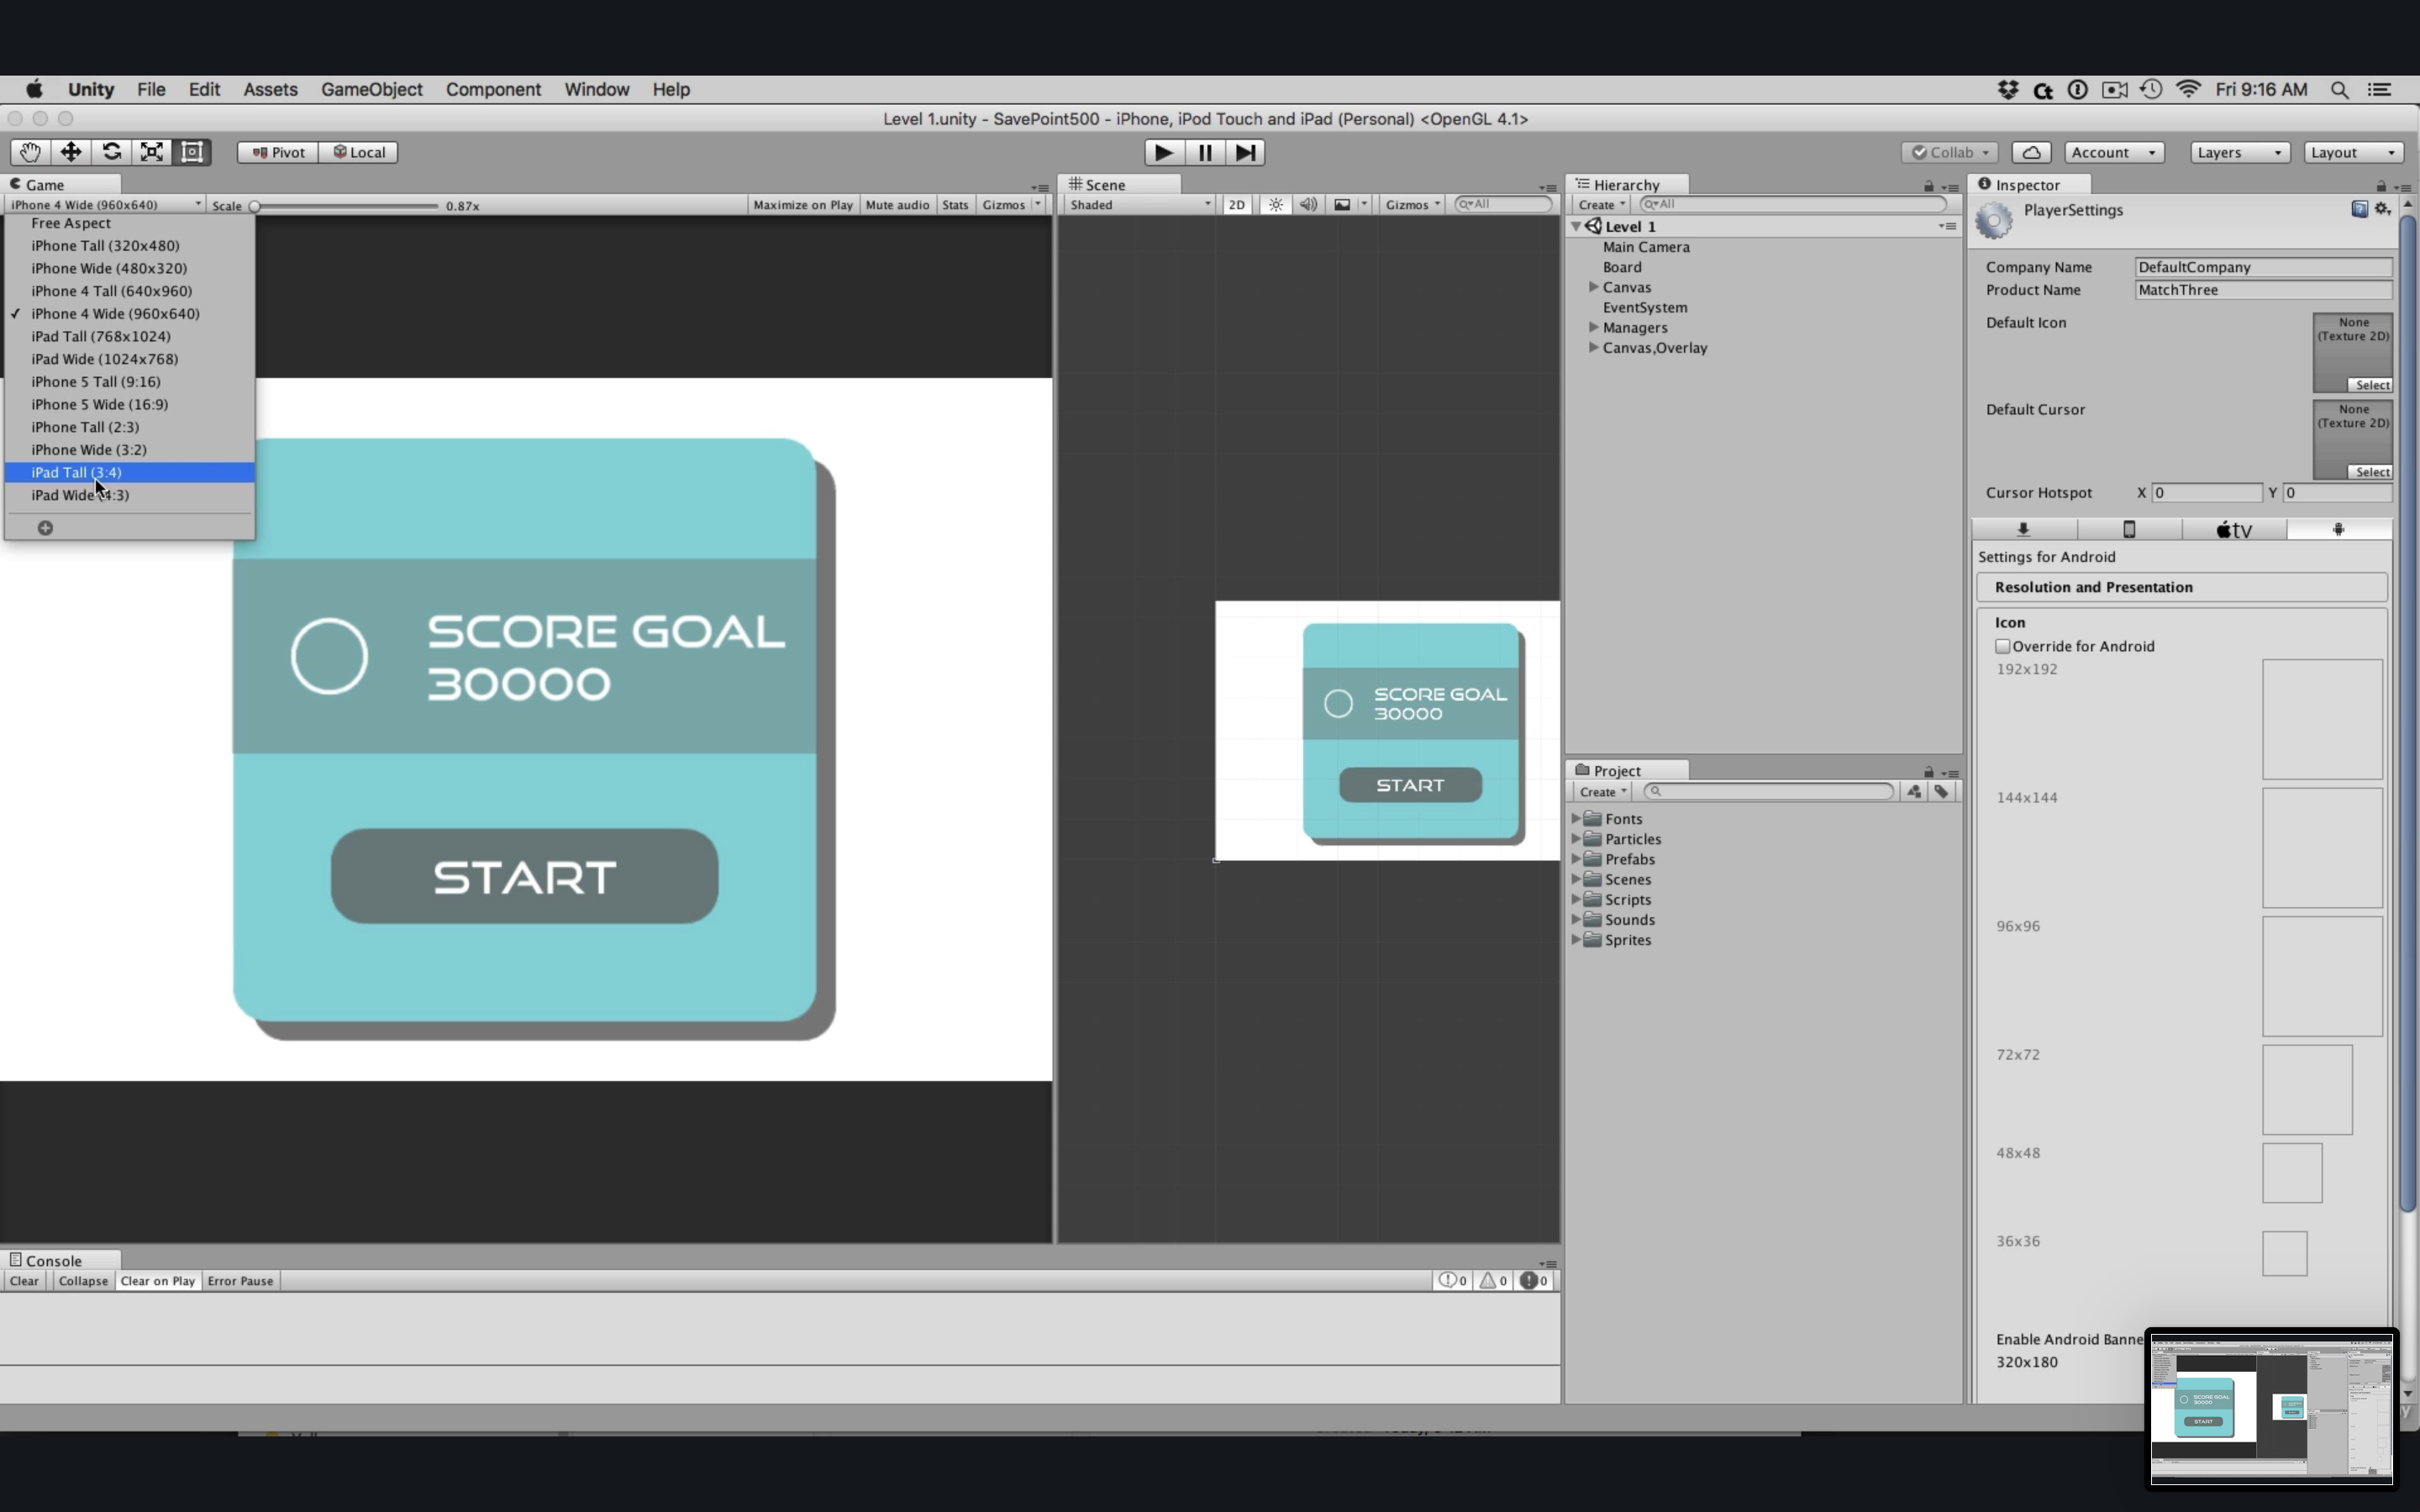 Unity File Edit Assets GameObject Component Window Help
Ct Fri 9:16 AM
Level 1.unity - SavePoint500 - iPhone, iPod Touch and iPad (Personal) <OpenGL 4.1>
Pivot Local
Collab Account Layers Layout
Game
iPhone 4 Wide (960x640) Scale 0.87x Maximize on Play Mute audio Stats Gizmos
Free Aspect
iPhone Tall (320x480)
iPhone Wide (480x320)
iPhone 4 Tall (640x960)
✓ iPhone 4 Wide (960x640)
iPad Tall (768x1024)
iPad Wide (1024x768)
iPhone 5 Tall (9:16)
iPhone 5 Wide (16:9)
iPhone Tall (2:3)
iPhone Wide (3:2)
iPad Tall (3:4)
iPad Wide (4:3)
SCORE GOAL
30000
START
Scene
Shaded 2D Gizmos All
SCORE GOAL
30000
START
Hierarchy
Create All
Level 1
Main Camera
Board
Canvas
EventSystem
Managers
Canvas,Overlay
Project
Create
Fonts
Particles
Prefabs
Scenes
Scripts
Sounds
Sprites
Inspector
PlayerSettings
Company Name DefaultCompany
Product Name MatchThree
Default Icon
None
(Texture 2D)
Select
Default Cursor
None
(Texture 2D)
Select
Cursor Hotspot X 0 Y 0
tv
Settings for Android
Resolution and Presentation
Icon
Override for Android
192x192
144x144
96x96
72x72
48x48
36x36
Enable Android Banne
320x180
Console
Clear Collapse Clear on Play Error Pause
0 0 0
SCORE GOAL
30000
START